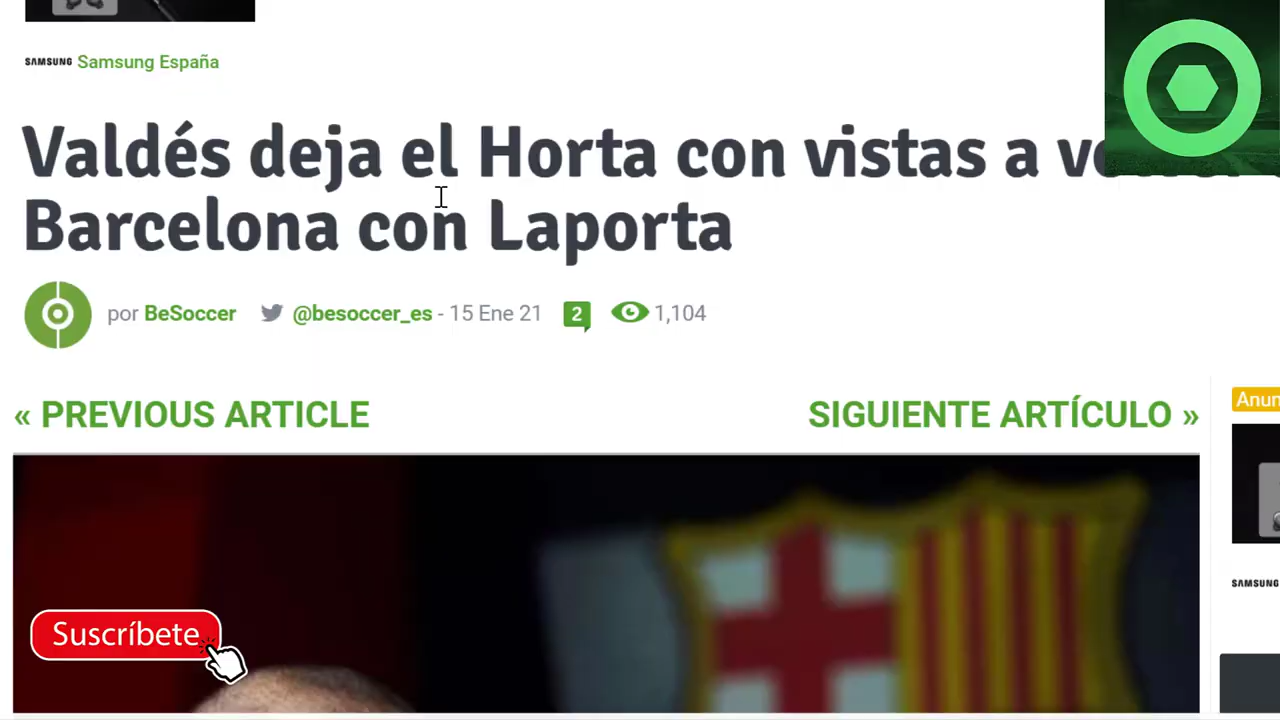 SAMSUNG Samsung España
Valdés deja el Horta con vistas a
Barcelona con Laporta
por BeSoccer @besoccer_es - 15 Ene 21 2 1,104
« PREVIOUS ARTICLE
SIGUIENTE ARTÍCULO »
Anun
SAMSUNG
Suscríbete